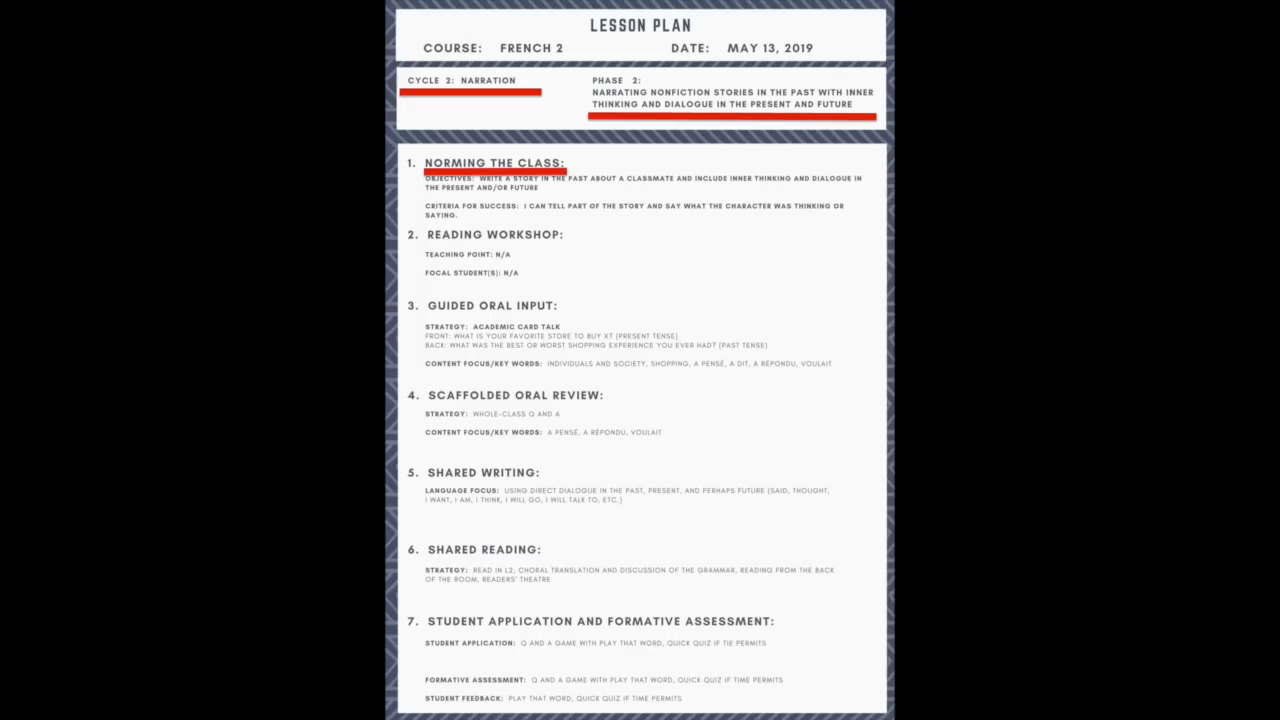 LESSON PLAN
COURSE: FRENCH 2 DATE: MAY 13, 2019
CYCLE 2: NARRATION
PHASE 2:
NARRATING NONFICTION STORIES IN THE PAST WITH INNER
THINKING AND DIALOGUE IN THE PRESENT AND FUTURE
1. NORMING THE CLASS:
OBJECTIVES: WRITE A STORY IN THE PAST ABOUT A CLASSMATE AND INCLUDE INNER THINKING AND DIALOGUE IN
THE PRESENT AND/OR FUTURE
CRITERIA FOR SUCCESS: I CAN TELL PART OF THE STORY AND SAY WHAT THE CHARACTER WAS THINKING OR
SAYING.
2. READING WORKSHOP:
TEACHING POINT: N/A
FOCAL STUDENT(S): N/A
3. GUIDED ORAL INPUT:
STRATEGY: ACADEMIC CARD TALK
FRONT: WHAT IS YOUR FAVORITE STORE TO BUY X? (PRESENT TENSE)
BACK: WHAT WAS THE BEST OR WORST SHOPPING EXPERIENCE YOU EVER HAD? (PAST TENSE)
CONTENT FOCUS/KEY WORDS: INDIVIDUALS AND SOCIETY, SHOPPING, A PENSÉ, A DIT, A RÉPONDU, VOULAIT
4. SCAFFOLDED ORAL REVIEW:
STRATEGY: WHOLE-CLASS Q AND A
CONTENT FOCUS/KEY WORDS: A PENSÉ, A RÉPONDU, VOULAIT
5. SHARED WRITING:
LANGUAGE FOCUS: USING DIRECT DIALOGUE IN THE PAST, PRESENT, AND PERHAPS FUTURE (SAID, THOUGHT,
I WANT, I AM, I THINK, I WILL GO, I WILL TALK TO, ETC.)
6. SHARED READING:
STRATEGY: READ IN L2, CHORAL TRANSLATION AND DISCUSSION OF THE GRAMMAR, READING FROM THE BACK
OF THE ROOM, READERS' THEATRE
7. STUDENT APPLICATION AND FORMATIVE ASSESSMENT:
STUDENT APPLICATION: Q AND A GAME WITH PLAY THAT WORD, QUICK QUIZ IF TIE PERMITS
FORMATIVE ASSESSMENT: Q AND A GAME WITH PLAY THAT WORD, QUICK QUIZ IF TIME PERMITS
STUDENT FEEDBACK: PLAY THAT WORD, QUICK QUIZ IF TIME PERMITS